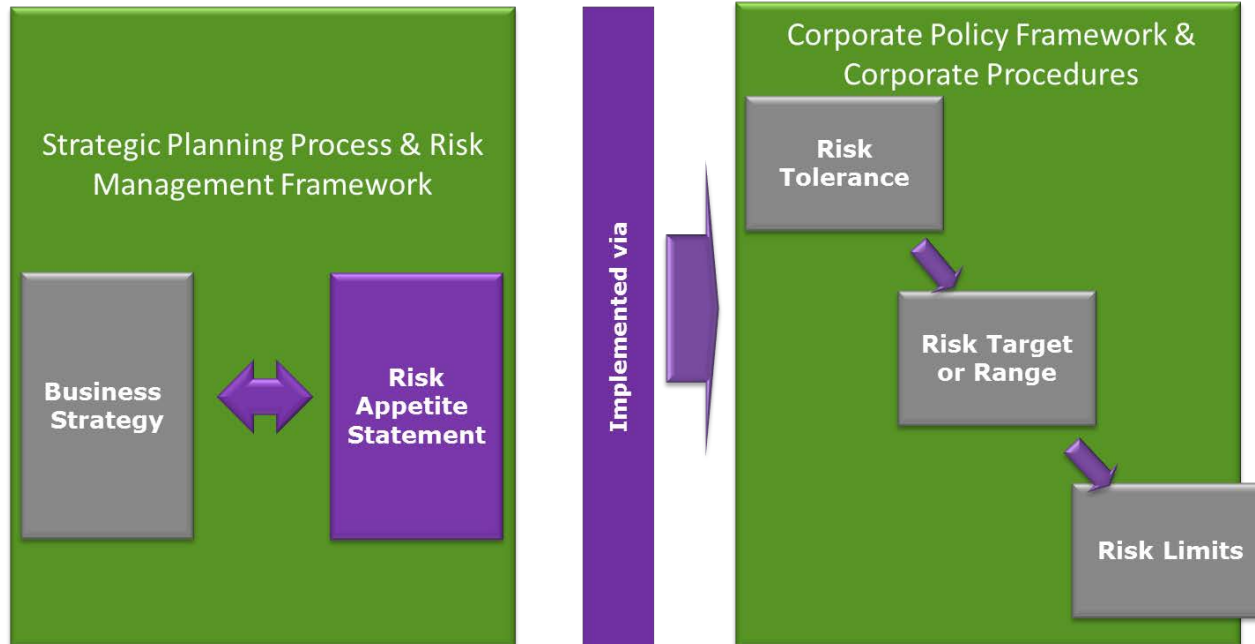 Strategic Planning Process & Risk
Management Framework
Business
Strategy
Risk
Appetite
Statement
Implemented via
Corporate Policy Framework &
Corporate Procedures
Risk
Tolerance
Risk Target
or Range
Risk Limits